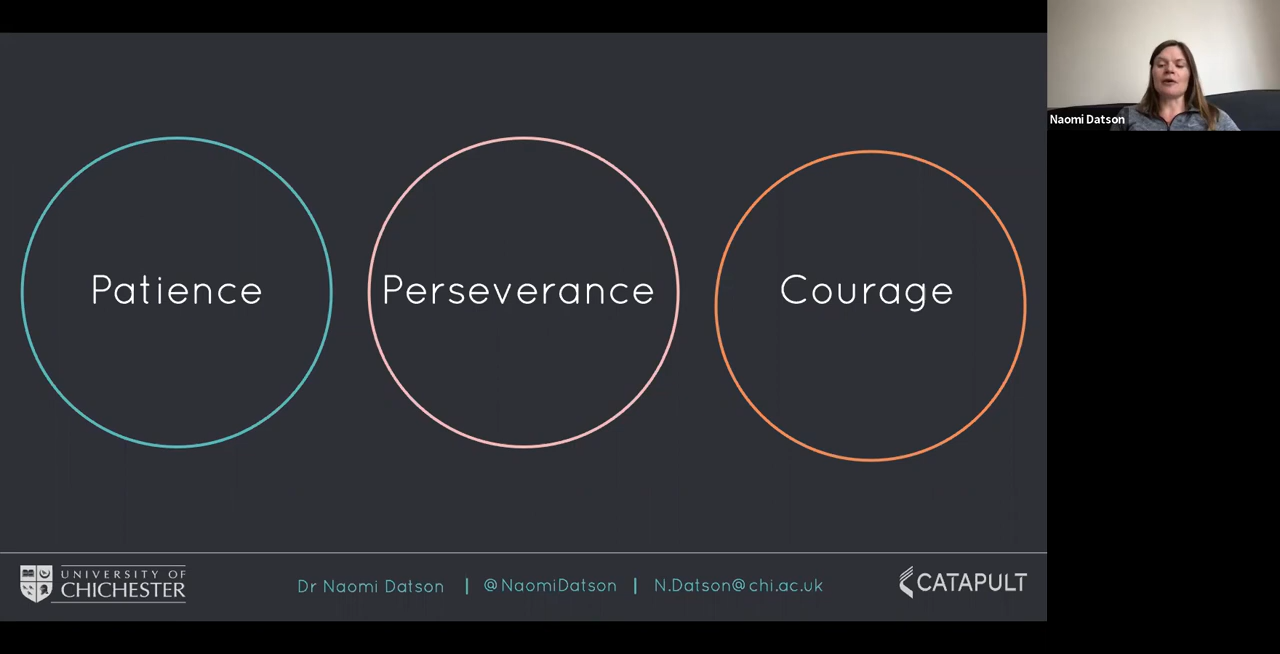 Patience
Perseverance
Courage
Naomi Datson
UNIVERSITY OF
CHICHESTER
Dr Naomi Datson | @NaomiDatson | N.Datson@chi.ac.uk
CATAPULT